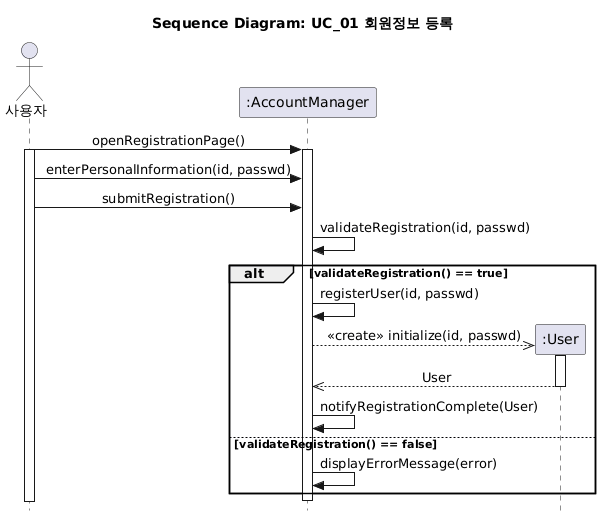 Sequence Diagram: UC_01 회원정보 등록
사용자
:AccountManager
openRegistrationPage()
enterPersonalInformation(id, passwd)
submitRegistration()
validateRegistration(id, passwd)
alt [validateRegistration() == true]
registerUser(id, passwd)
«create» initialize(id, passwd)
:User
User
notifyRegistrationComplete(User)
[validateRegistration() == false]
displayErrorMessage(error)